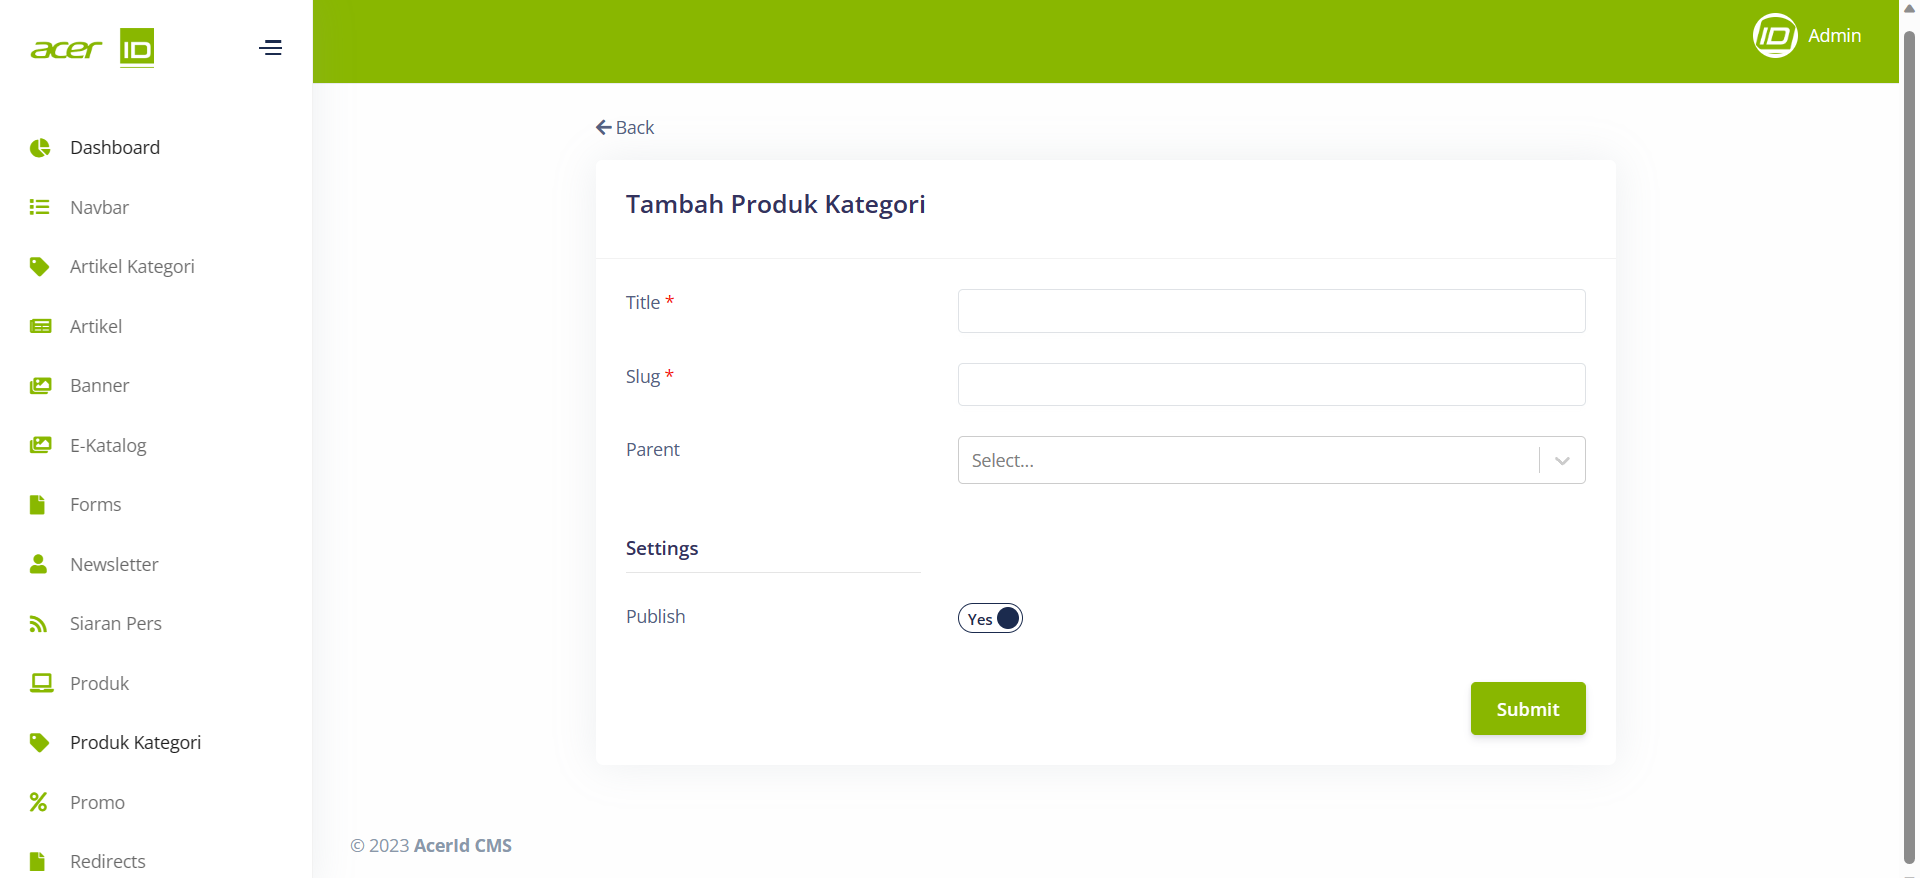 acer ID
Dashboard
Navbar
Artikel Kategori
Artikel
Banner
E-Katalog
Forms
Newsletter
Siaran Pers
Produk
Produk Kategori
Promo
Redirects
ID Admin
Back
Tambah Produk Kategori
Title *
Slug *
Parent
Select...
Settings
Publish
Yes
Submit
© 2023 AcerId CMS